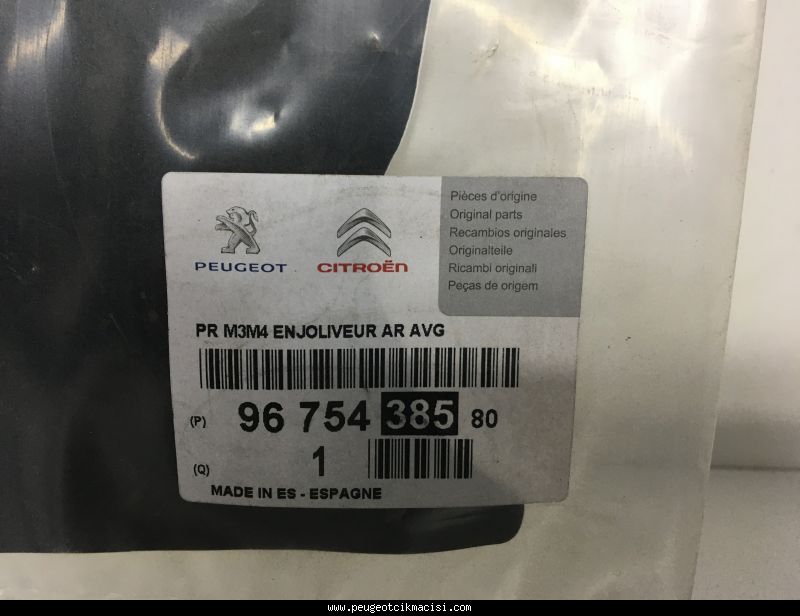 Pièces d'origine
Original parts
Recambios originales
Originalteile
Ricambi originali
Peças de origem
PEUGEOT
CITROËN
PR M3M4 ENJOLIVEUR AR AVG
(P) 96 754 385 80
(Q) 1
MADE IN ES - ESPAGNE
www.peugeotcikmacisi.com